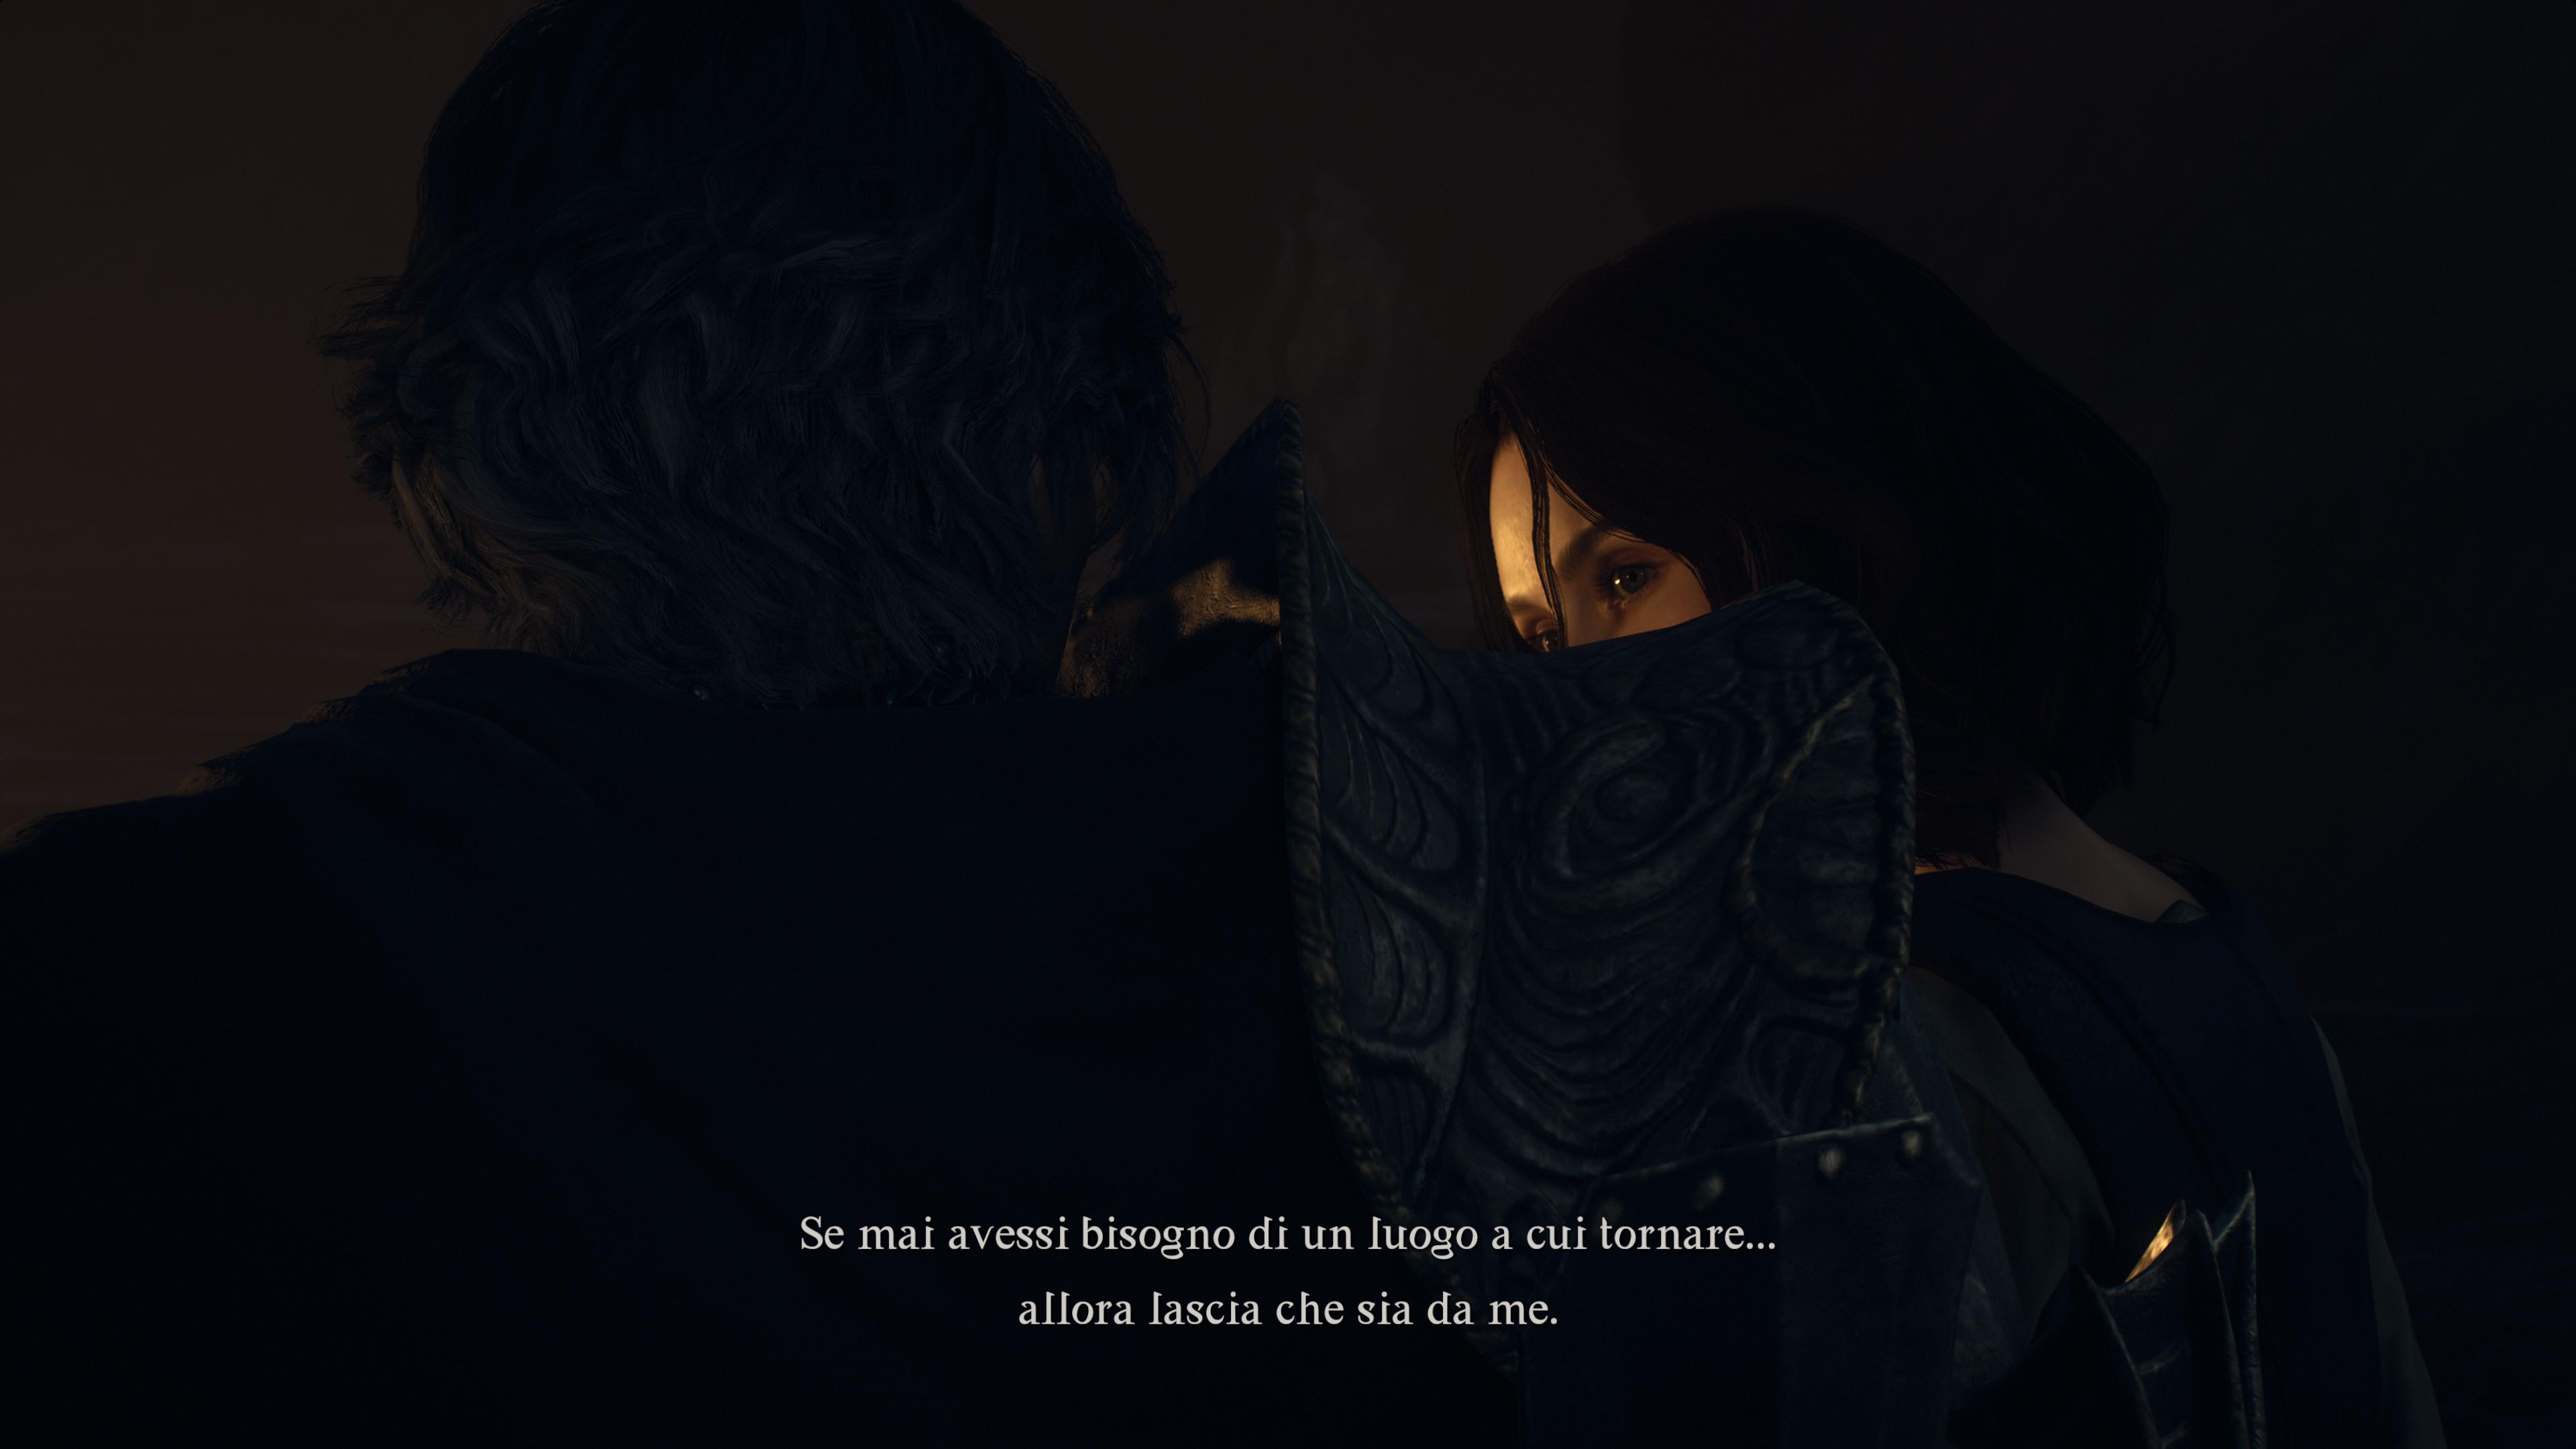 Se mai avessi bisogno di un luogo a cui tornare...
allora lascia che sia da me.